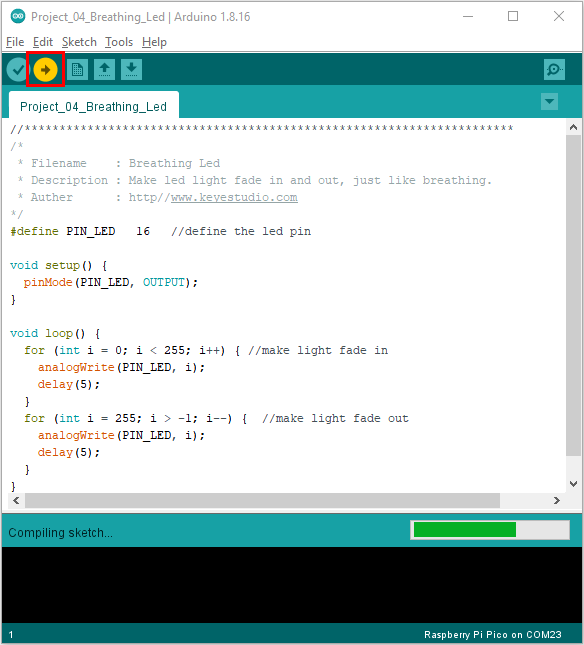 Project_04_Breathing_Led | Arduino 1.8.16
File Edit Sketch Tools Help
Project_04_Breathing_Led
//**********************************************************************
/*
 * Filename    : Breathing Led
 * Description : Make led light fade in and out, just like breathing.
 * Auther      : http//www.keyestudio.com
*/
#define PIN_LED   16   //define the led pin

void setup() {
  pinMode(PIN_LED, OUTPUT);
}

void loop() {
  for (int i = 0; i < 255; i++) { //make light fade in
    analogWrite(PIN_LED, i);
    delay(5);
  }
  for (int i = 255; i > -1; i--) {  //make light fade out
    analogWrite(PIN_LED, i);
    delay(5);
  }
}
Compiling sketch...
1
Raspberry Pi Pico on COM23